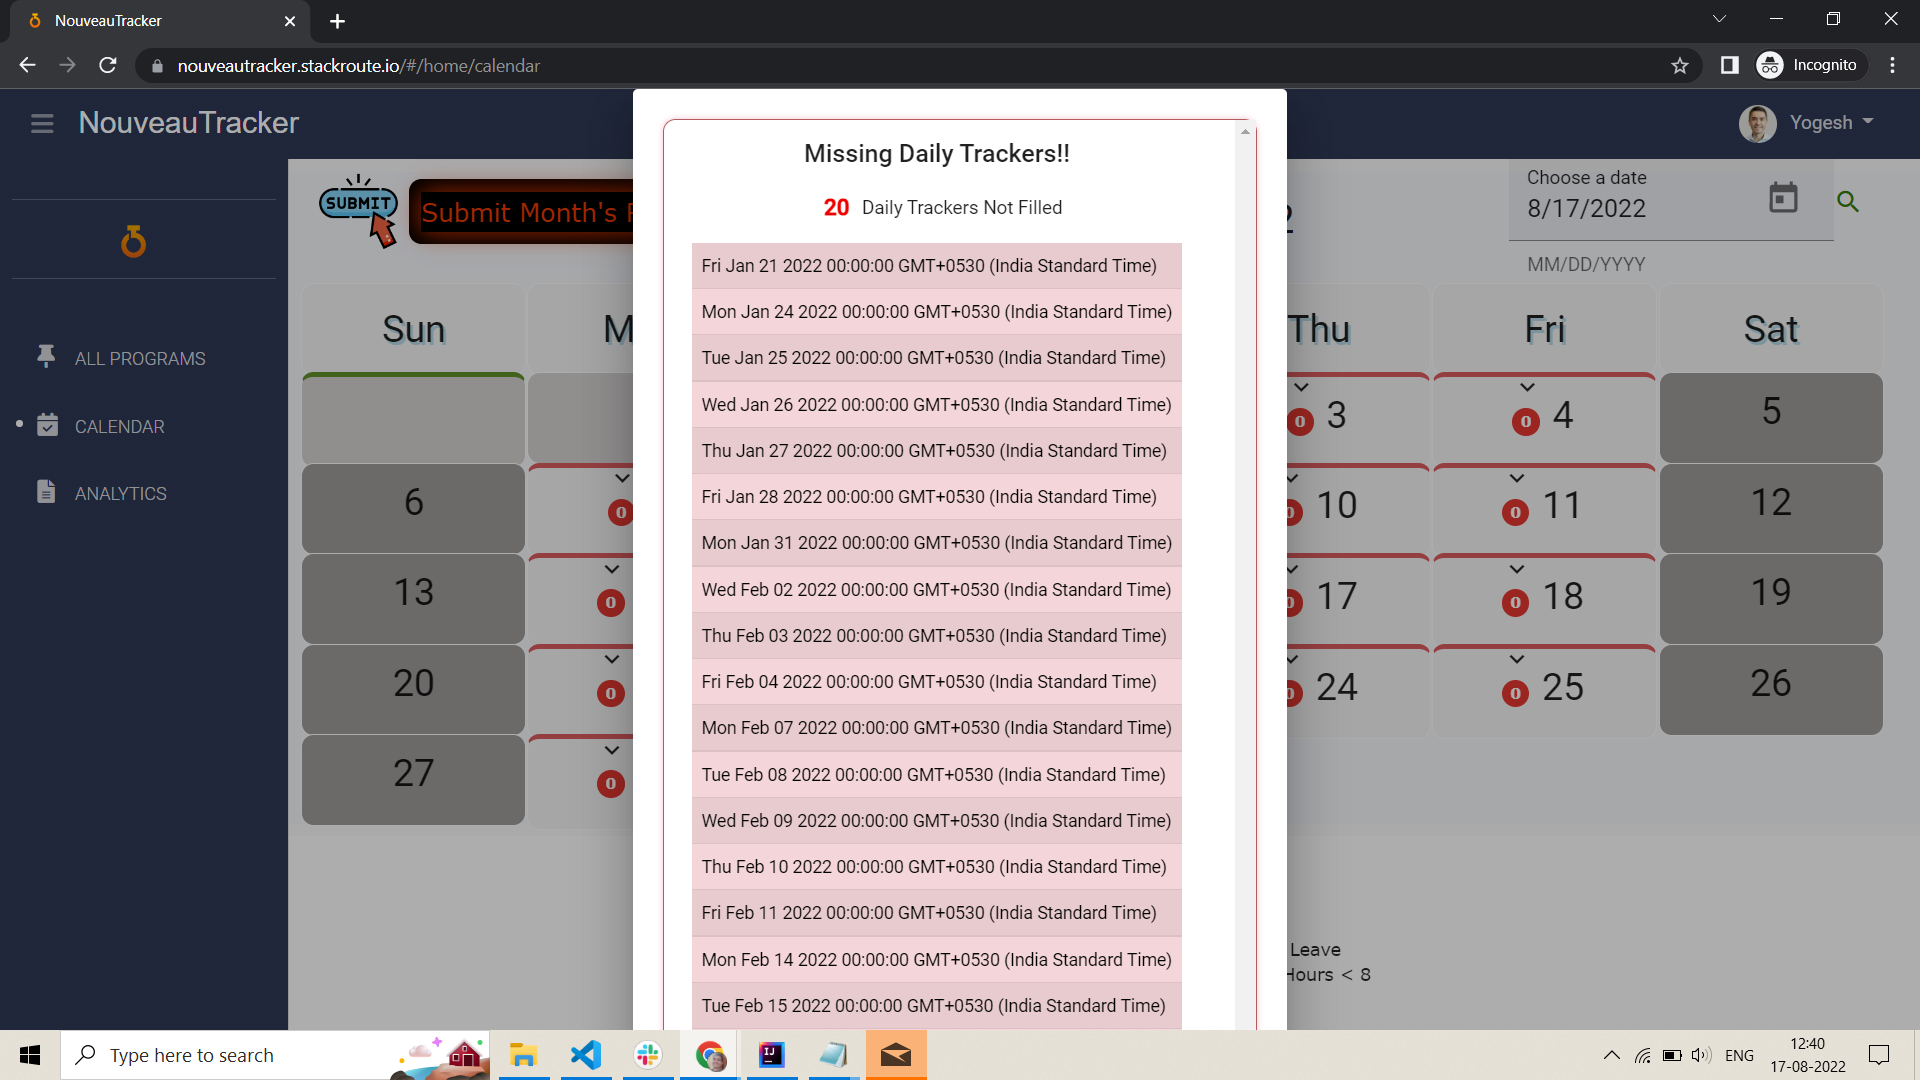 NouveauTracker
nouveautracker.stackroute.io/#/home/calendar
Incognito
NouveauTracker
Yogesh
ALL PROGRAMS
CALENDAR
ANALYTICS
SUBMIT
Submit Month's
Choose a date
8/17/2022
MM/DD/YYYY
Missing Daily Trackers!!
20 Daily Trackers Not Filled
Fri Jan 21 2022 00:00:00 GMT+0530 (India Standard Time)
Mon Jan 24 2022 00:00:00 GMT+0530 (India Standard Time)
Tue Jan 25 2022 00:00:00 GMT+0530 (India Standard Time)
Wed Jan 26 2022 00:00:00 GMT+0530 (India Standard Time)
Thu Jan 27 2022 00:00:00 GMT+0530 (India Standard Time)
Fri Jan 28 2022 00:00:00 GMT+0530 (India Standard Time)
Mon Jan 31 2022 00:00:00 GMT+0530 (India Standard Time)
Wed Feb 02 2022 00:00:00 GMT+0530 (India Standard Time)
Thu Feb 03 2022 00:00:00 GMT+0530 (India Standard Time)
Fri Feb 04 2022 00:00:00 GMT+0530 (India Standard Time)
Mon Feb 07 2022 00:00:00 GMT+0530 (India Standard Time)
Tue Feb 08 2022 00:00:00 GMT+0530 (India Standard Time)
Wed Feb 09 2022 00:00:00 GMT+0530 (India Standard Time)
Thu Feb 10 2022 00:00:00 GMT+0530 (India Standard Time)
Fri Feb 11 2022 00:00:00 GMT+0530 (India Standard Time)
Mon Feb 14 2022 00:00:00 GMT+0530 (India Standard Time)
Tue Feb 15 2022 00:00:00 GMT+0530 (India Standard Time)
Sun M Thu Fri Sat
0 3 0 4 5
6 0 0 10 0 11 12
13 0 0 17 0 18 19
20 0 0 24 0 25 26
27 0
Leave
Hours < 8
Type here to search
IJ
ENG
12:40
17-08-2022